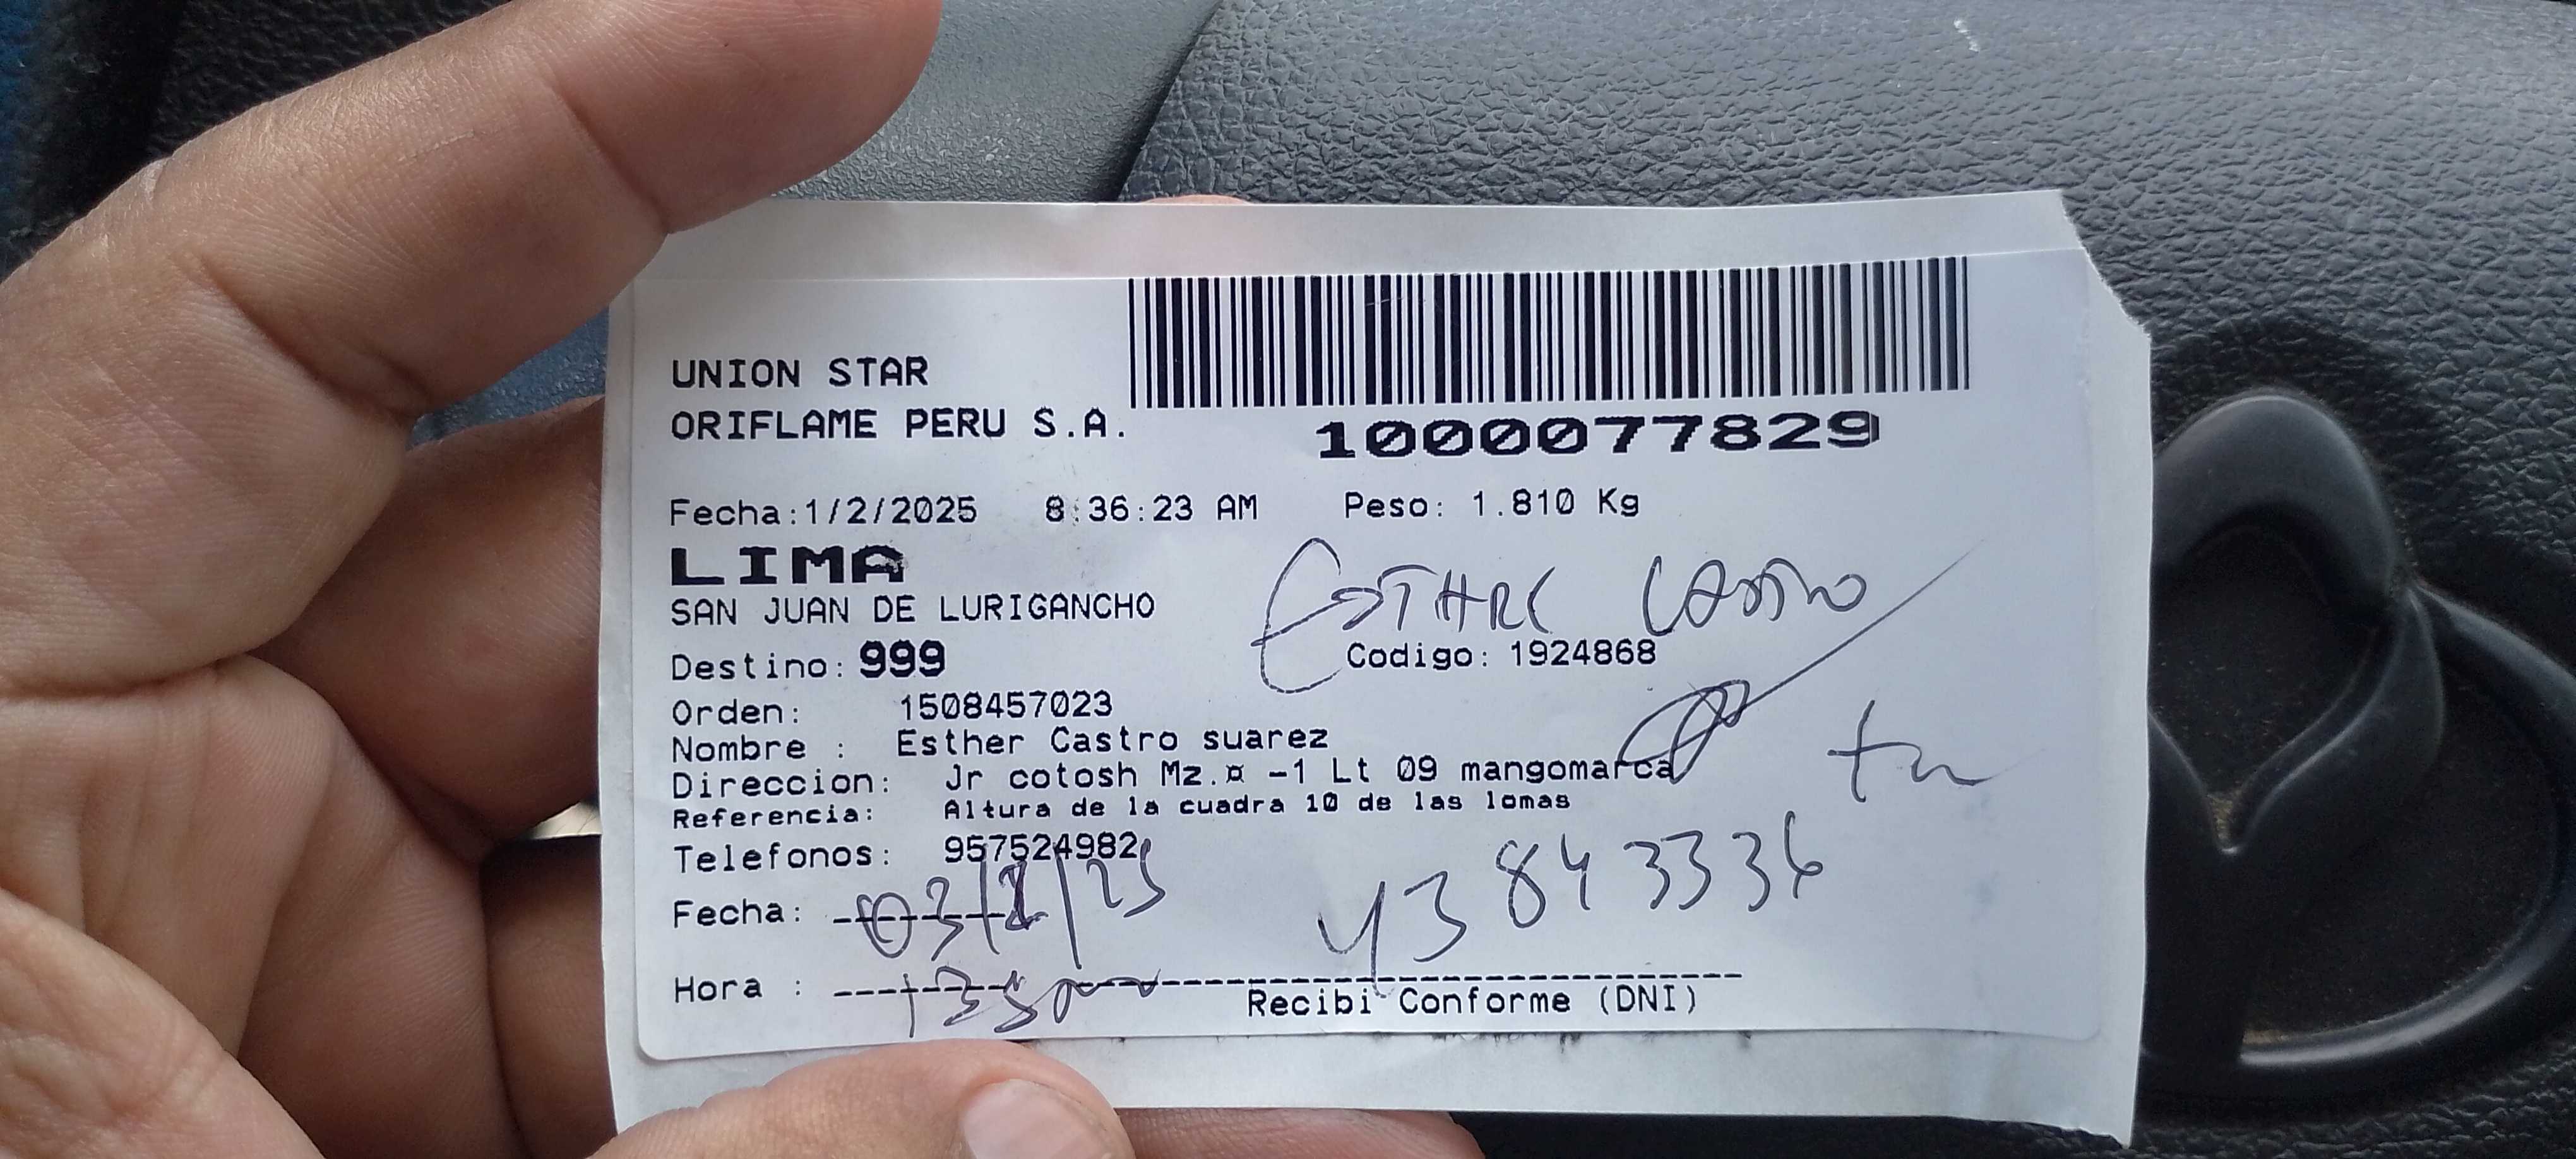 UNION STAR
ORIFLAME PERU S.A.
1000077829
Fecha:1/2/2025 8:36:23 AM Peso: 1.810 Kg
LIMA
SAN JUAN DE LURIGANCHO
Destino: 999
Codigo: 1924868
Orden: 1508457023
Nombre : Esther Castro suarez
Direccion: Jr cotosh Mz.¤ -1 Lt 09 mangomarca
Referencia: Altura de la cuadra 10 de las lomas
Telefonos: 957524982
Fecha:
43843336
Hora :
Recibi Conforme (DNI)